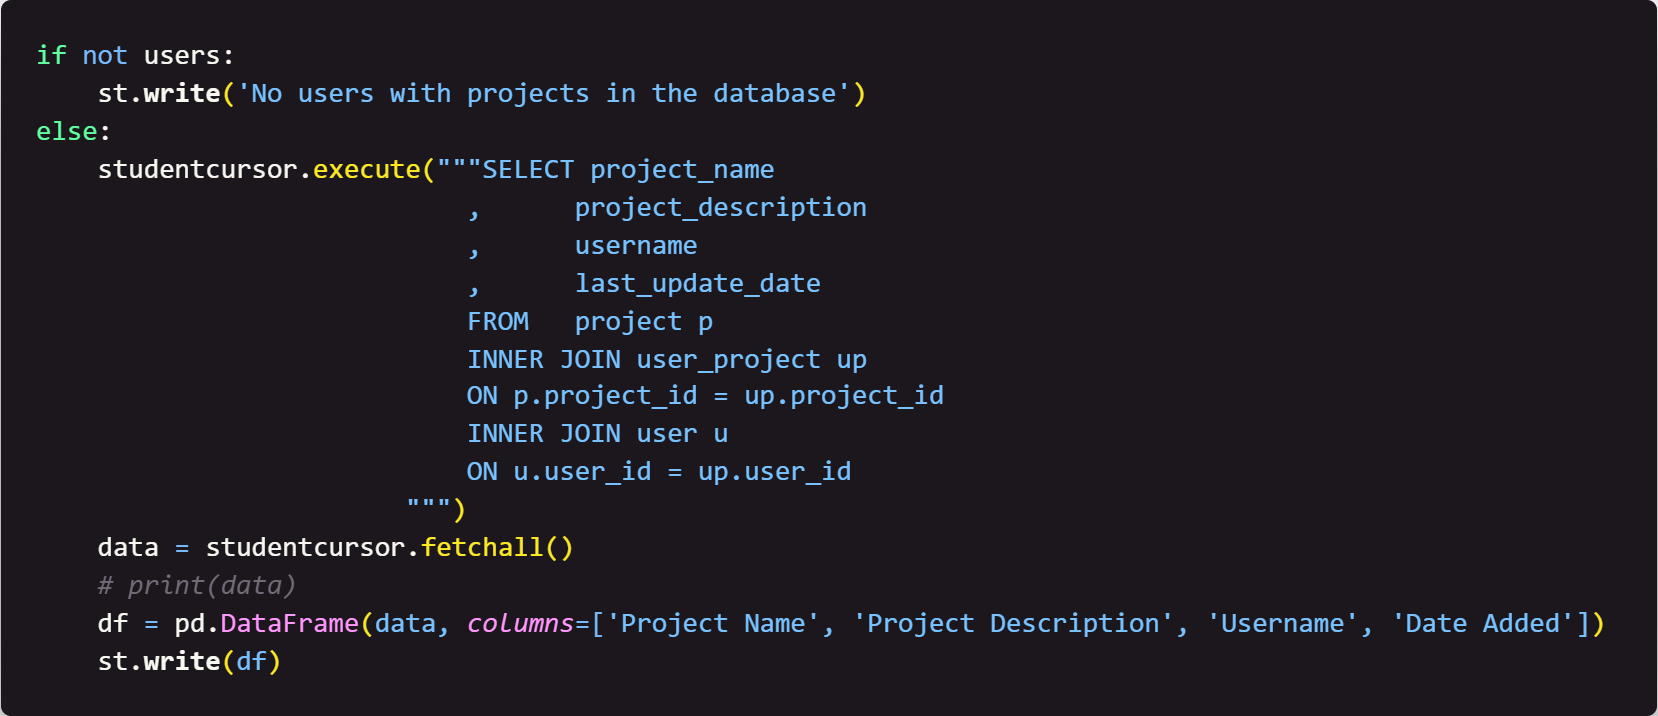 if not users:
    st.write('No users with projects in the database')
else:
    studentcursor.execute("""SELECT project_name
                            ,      project_description
                            ,      username
                            ,      last_update_date
                            FROM   project p
                            INNER JOIN user_project up
                            ON p.project_id = up.project_id
                            INNER JOIN user u
                            ON u.user_id = up.user_id
                        """)
    data = studentcursor.fetchall()
    # print(data)
    df = pd.DataFrame(data, columns=['Project Name', 'Project Description', 'Username', 'Date Added'])
    st.write(df)